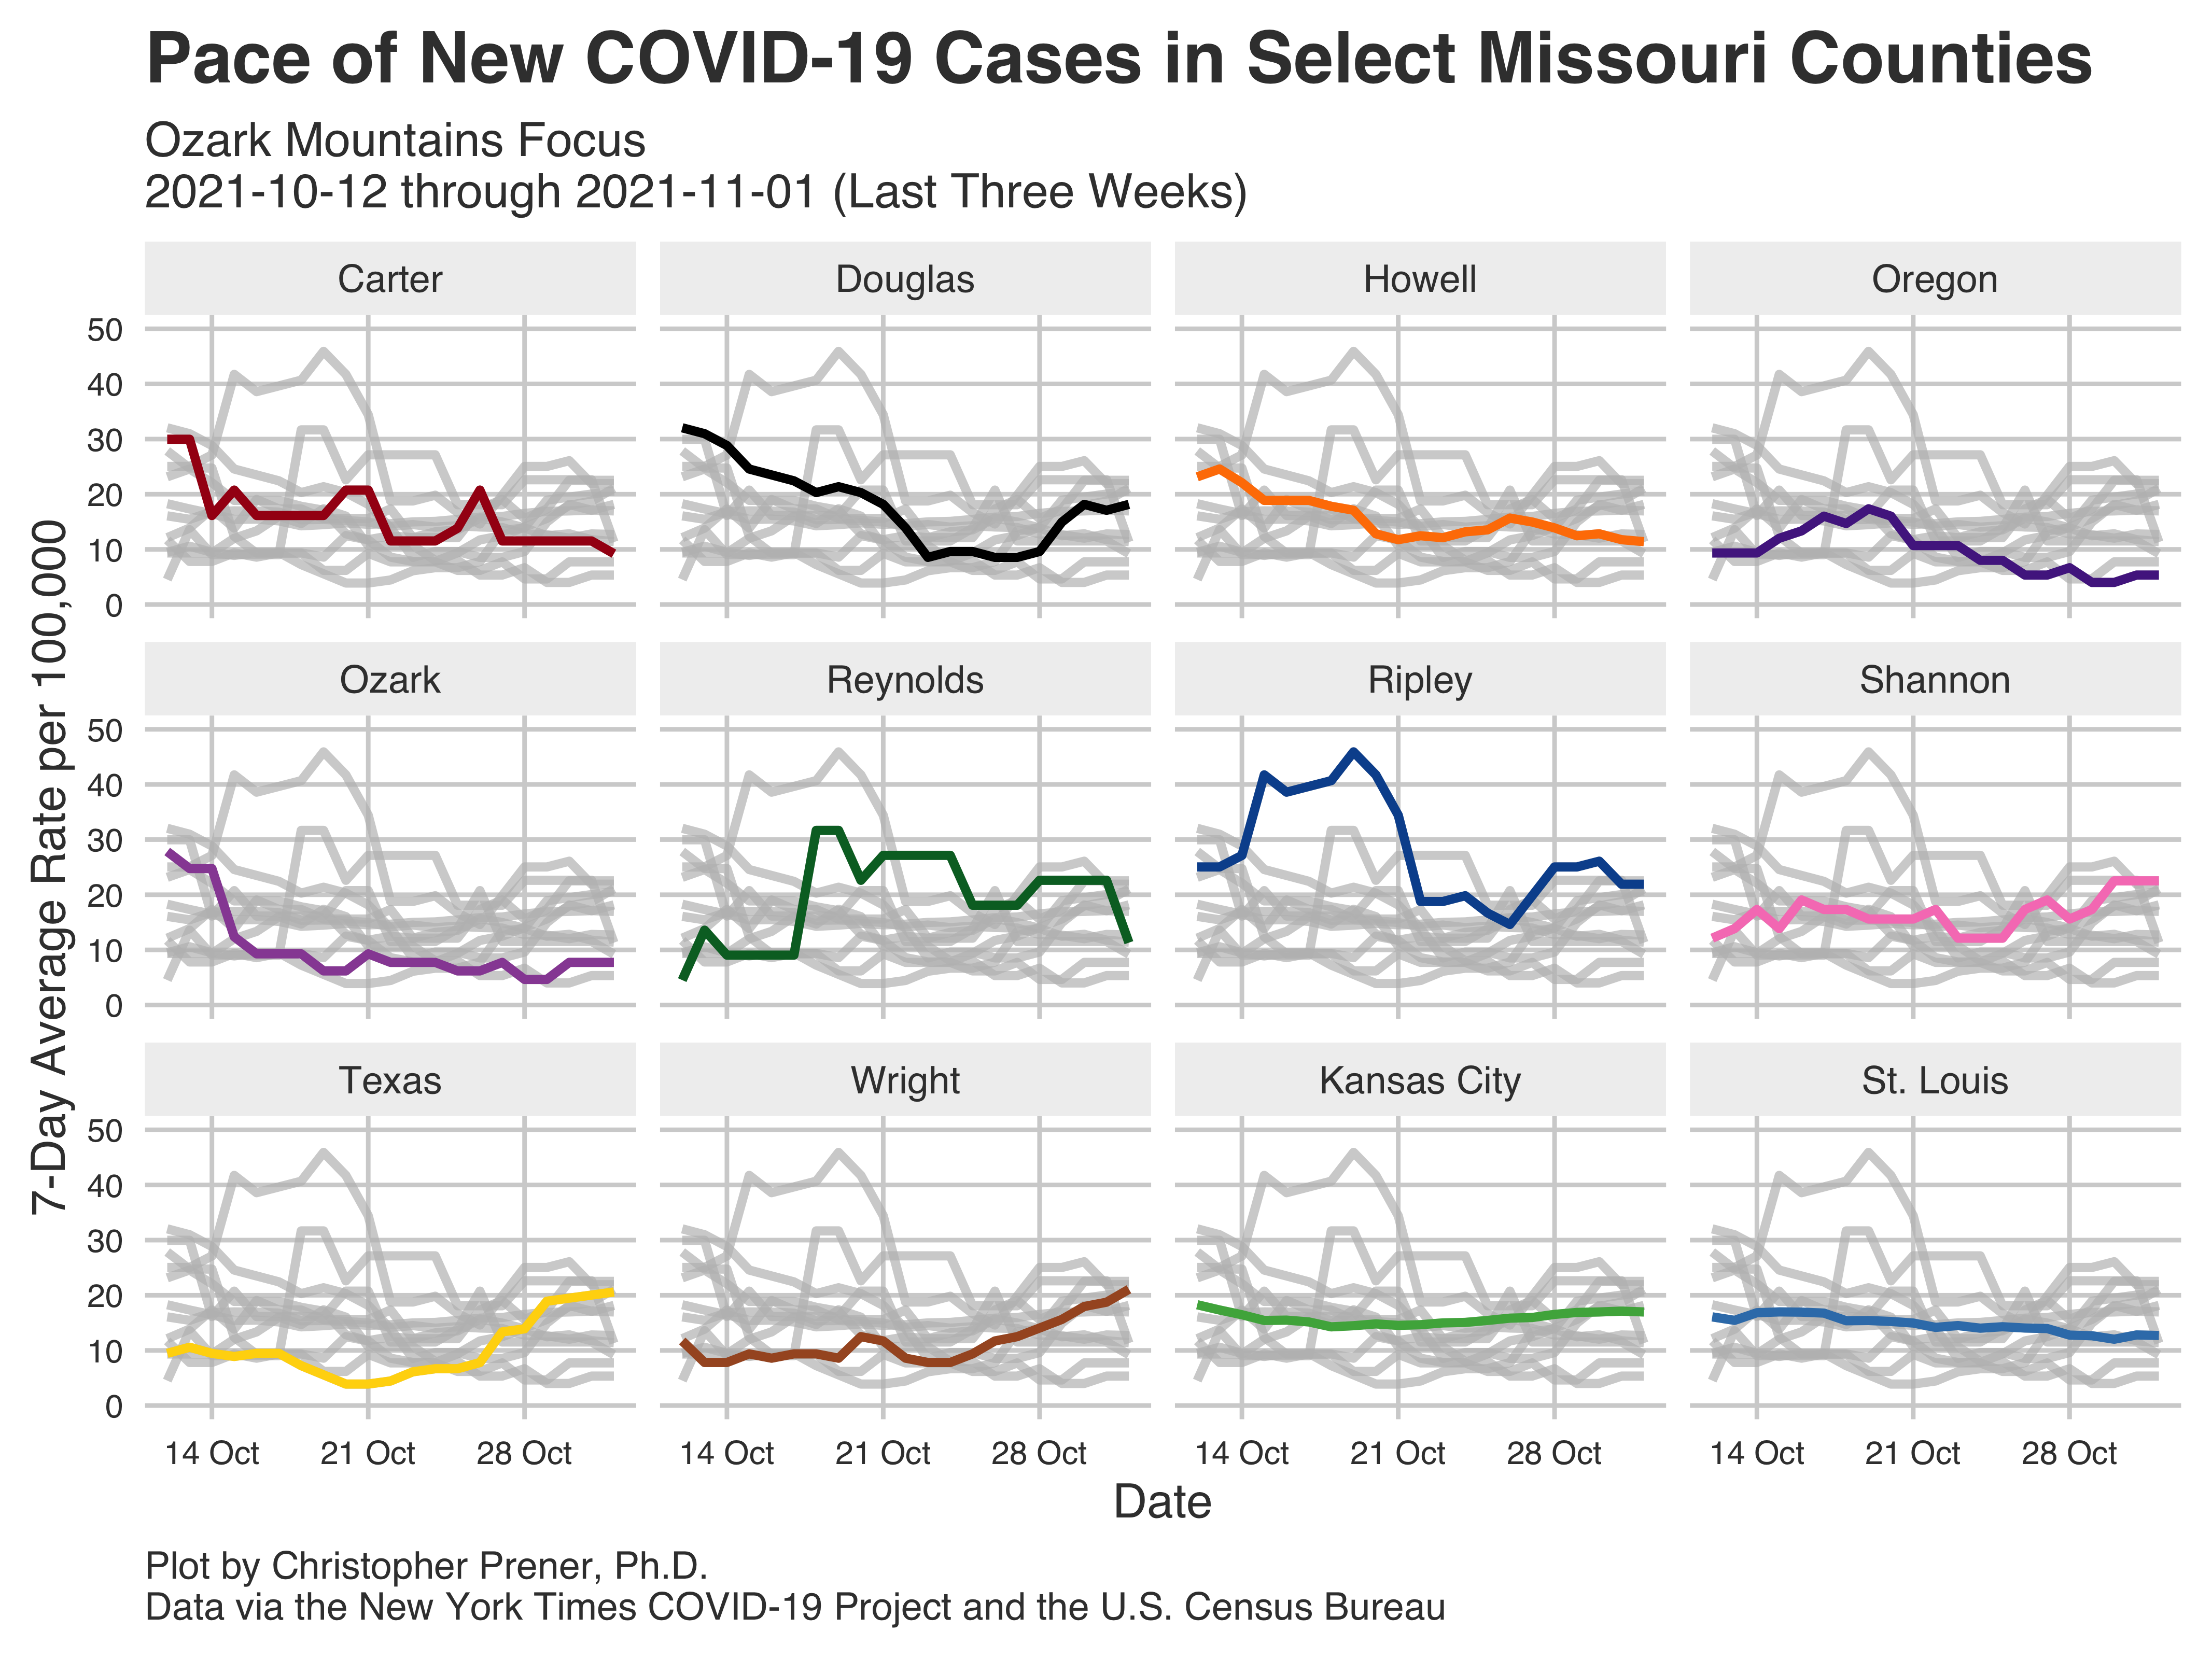 Pace of New COVID-19 Cases in Select Missouri Counties
Ozark Mountains Focus
2021-10-12 through 2021-11-01 (Last Three Weeks)
7-Day Average Rate per 100,000
Carter
Douglas
Howell
Oregon
50
40
30
20
10
0
Ozark
Reynolds
Ripley
Shannon
50
40
30
20
10
0
Texas
Wright
Kansas City
St. Louis
50
40
30
20
10
0
14 Oct 21 Oct 28 Oct
14 Oct 21 Oct 28 Oct
14 Oct 21 Oct 28 Oct
14 Oct 21 Oct 28 Oct
Date
Plot by Christopher Prener, Ph.D.
Data via the New York Times COVID-19 Project and the U.S. Census Bureau